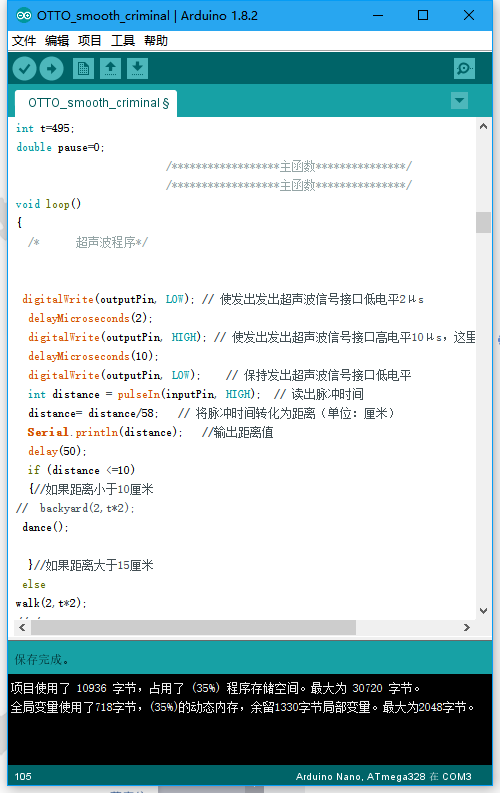 OTTO_smooth_criminal | Arduino 1.8.2
文件 编辑 项目 工具 帮助
OTTO_smooth_criminal §
int t=495;
double pause=0;
/******************主函数***************/
/******************主函数***************/
void loop()
{
/* 超声波程序*/
digitalWrite(outputPin, LOW); // 使发出发出超声波信号接口低电平2μs
delayMicroseconds(2);
digitalWrite(outputPin, HIGH); // 使发出发出超声波信号接口高电平10μs，这里
delayMicroseconds(10);
digitalWrite(outputPin, LOW); // 保持发出超声波信号接口低电平
int distance = pulseIn(inputPin, HIGH); // 读出脉冲时间
distance= distance/58; // 将脉冲时间转化为距离（单位：厘米）
Serial.println(distance); //输出距离值
delay(50);
if (distance <=10)
{//如果距离小于10厘米
// backyard(2,t*2);
dance();
}//如果距离大于15厘米
else
walk(2,t*2);
保存完成。
项目使用了 10936 字节，占用了 (35%) 程序存储空间。最大为 30720 字节。
全局变量使用了718字节，(35%)的动态内存，余留1330字节局部变量。最大为2048字节。
105
Arduino Nano, ATmega328 在 COM3